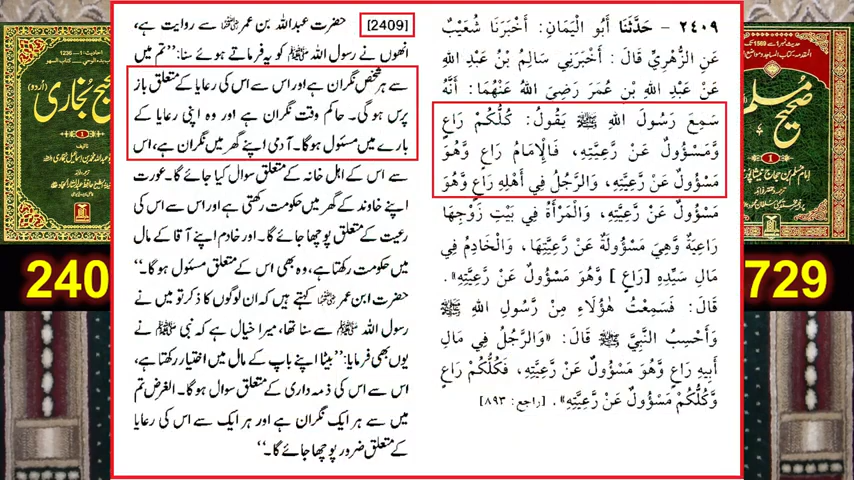 ٢٤٠٩ - حَدَّثَنَا أَبُو الْيَمَانِ: أَخْبَرَنَا شُعَيْبٌ
عَنِ الزُّهْرِيِّ قَالَ: أَخْبَرَنِي سَالِمُ بْنُ عَبْدِ اللهِ
عَنْ عَبْدِ اللهِ بْنِ عُمَرَ رَضِيَ اللهُ عَنْهُمَا: أَنَّهُ
سَمِعَ رَسُولَ اللهِ ﷺ يَقُولُ: كُلُّكُمْ رَاعٍ
وَمَسْؤُولٌ عَنْ رَعِيَّتِهِ، فَالْإِمَامُ رَاعٍ وَهُوَ
مَسْؤُولٌ عَنْ رَعِيَّتِهِ، وَالرَّجُلُ فِي أَهْلِهِ رَاعٍ وَهُوَ
مَسْؤُولٌ عَنْ رَعِيَّتِهِ، وَالْمَرْأَةُ فِي بَيْتِ زَوْجِهَا
رَاعِيَةٌ وَهِيَ مَسْؤُولَةٌ عَنْ رَعِيَّتِهَا، وَالْخَادِمُ فِي
مَالِ سَيِّدِهِ [رَاعٍ] وَهُوَ مَسْؤُولٌ عَنْ رَعِيَّتِهِ».
قَالَ: فَسَمِعْتُ هٰؤُلَاءِ مِنْ رَسُولِ اللهِ ﷺ
وَأَحْسِبُ النَّبِيَّ ﷺ قَالَ: «وَالرَّجُلُ فِي مَالِ
أَبِيهِ رَاعٍ وَهُوَ مَسْؤُولٌ عَنْ رَعِيَّتِهِ، فَكُلُّكُمْ رَاعٍ
وَكُلُّكُمْ مَسْؤُولٌ عَنْ رَعِيَّتِهِ». [راجع: ٨٩٣]
[2409] حضرت عبداللہ بن عمر ؓ سے روایت ہے،
انھوں نے رسول اللہ ﷺ کو یہ فرماتے ہوئے سنا: ”تم میں
سے ہر شخص نگران ہے اور اس سے اس کی رعایا کے متعلق باز
پرس ہوگی۔ حاکم وقت نگران ہے اور وہ اپنی رعایا کے
بارے میں مسئول ہوگا۔ آدمی اپنے گھر میں نگران ہے، اس
سے اس کے اہل خانہ کے متعلق سوال کیا جائے گا۔ عورت
اپنے خاوند کے گھر میں حکومت رکھتی ہے اور اس سے اس کی
رعیت کے متعلق پوچھا جائے گا۔ اور خادم اپنے آقا کے مال
میں حکومت رکھتا ہے، وہ بھی اس کے متعلق مسئول ہوگا۔“
حضرت ابن عمر ؓ کہتے ہیں کہ ان لوگوں کا ذکر تو میں نے
رسول اللہ ﷺ سے سنا تھا، میرا خیال ہے کہ نبی ﷺ نے
یوں بھی فرمایا: ”بیٹا اپنے باپ کے مال میں اختیار رکھتا ہے،
اس سے اس کی ذمہ داری کے متعلق سوال ہوگا۔ الغرض تم
میں سے ہر ایک نگران ہے اور ہر ایک سے اس کی رعایا
کے متعلق ضرور پوچھا جائے گا۔“
صحیح مسلم
1
729
بخاری
(اردو)
1
240